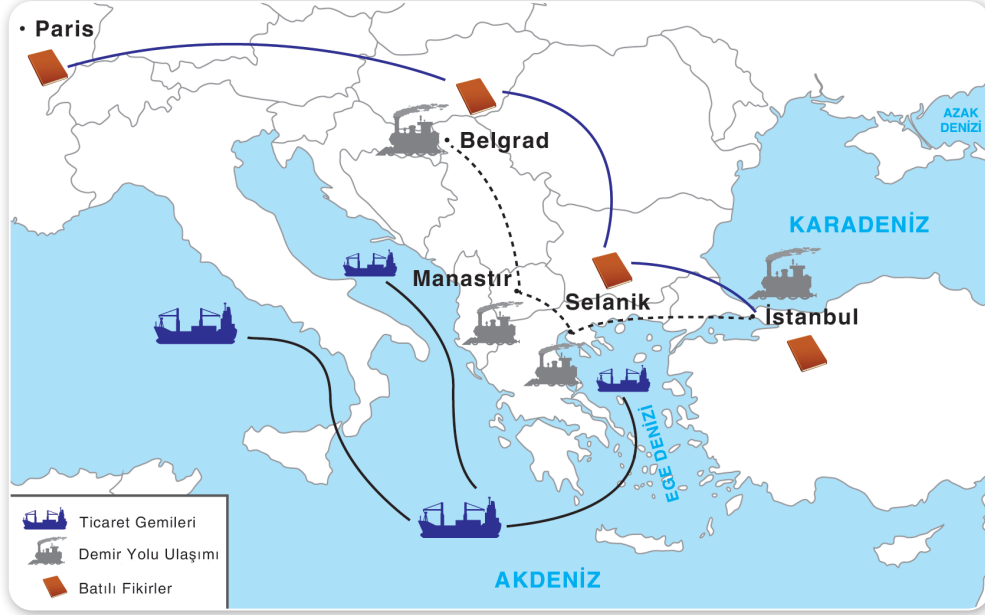 • Paris
AZAK
DENİZİ
• Belgrad
KARADENİZ
Manastır
Selanik
İstanbul
EGE DENİZİ
AKDENİZ
Ticaret Gemileri
Demir Yolu Ulaşımı
Batılı Fikirler